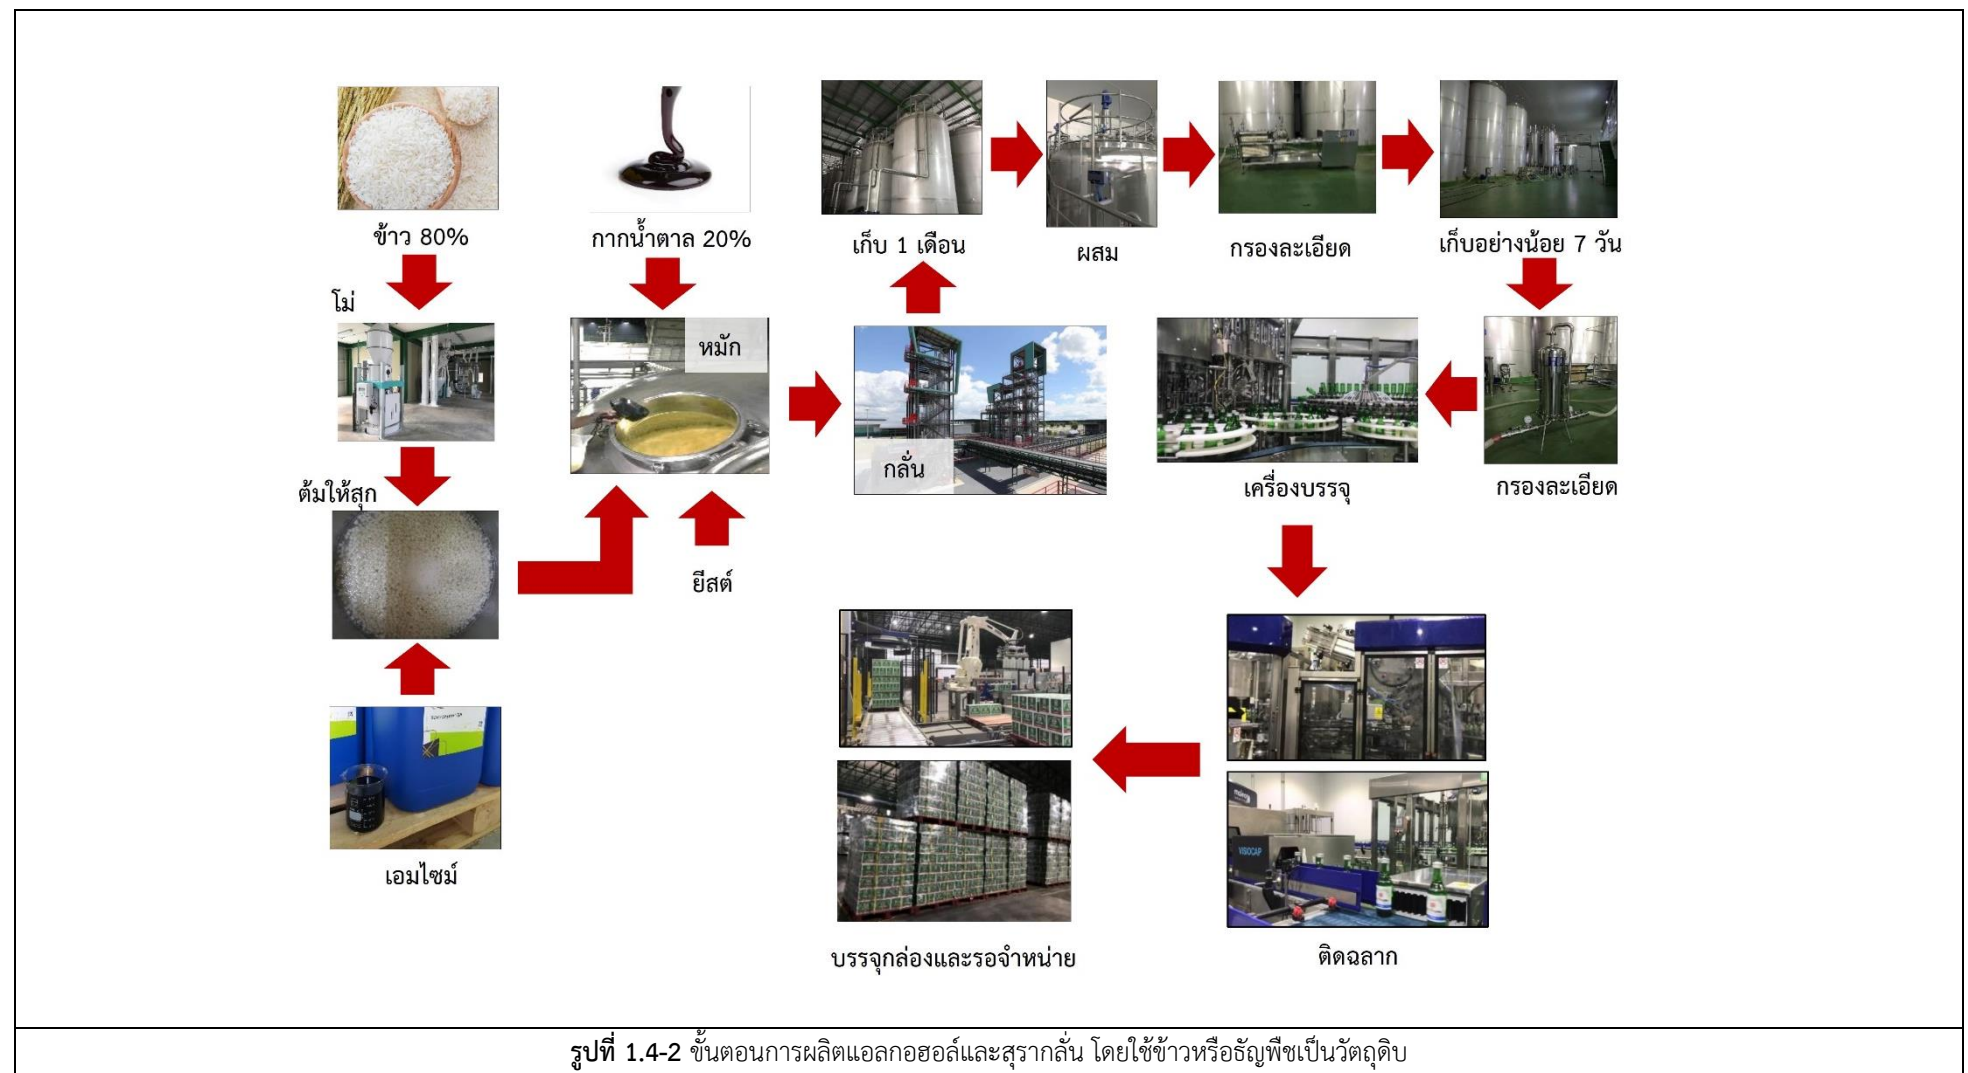 ข้าว 80%
กากน้ำตาล 20%
เก็บ 1 เดือน
ผสม
กรองละเอียด
เก็บอย่างน้อย 7 วัน
โม่
หมัก
กลั่น
เครื่องบรรจุ
กรองละเอียด
ต้มให้สุก
ยีสต์
เอมไซม์
VISIOCAP
บรรจุกล่องและรอจำหน่าย
ติดฉลาก
รูปที่ 1.4-2 ขั้นตอนการผลิตแอลกอฮอล์และสุรากลั่น โดยใช้ข้าวหรือธัญพืชเป็นวัตถุดิบ